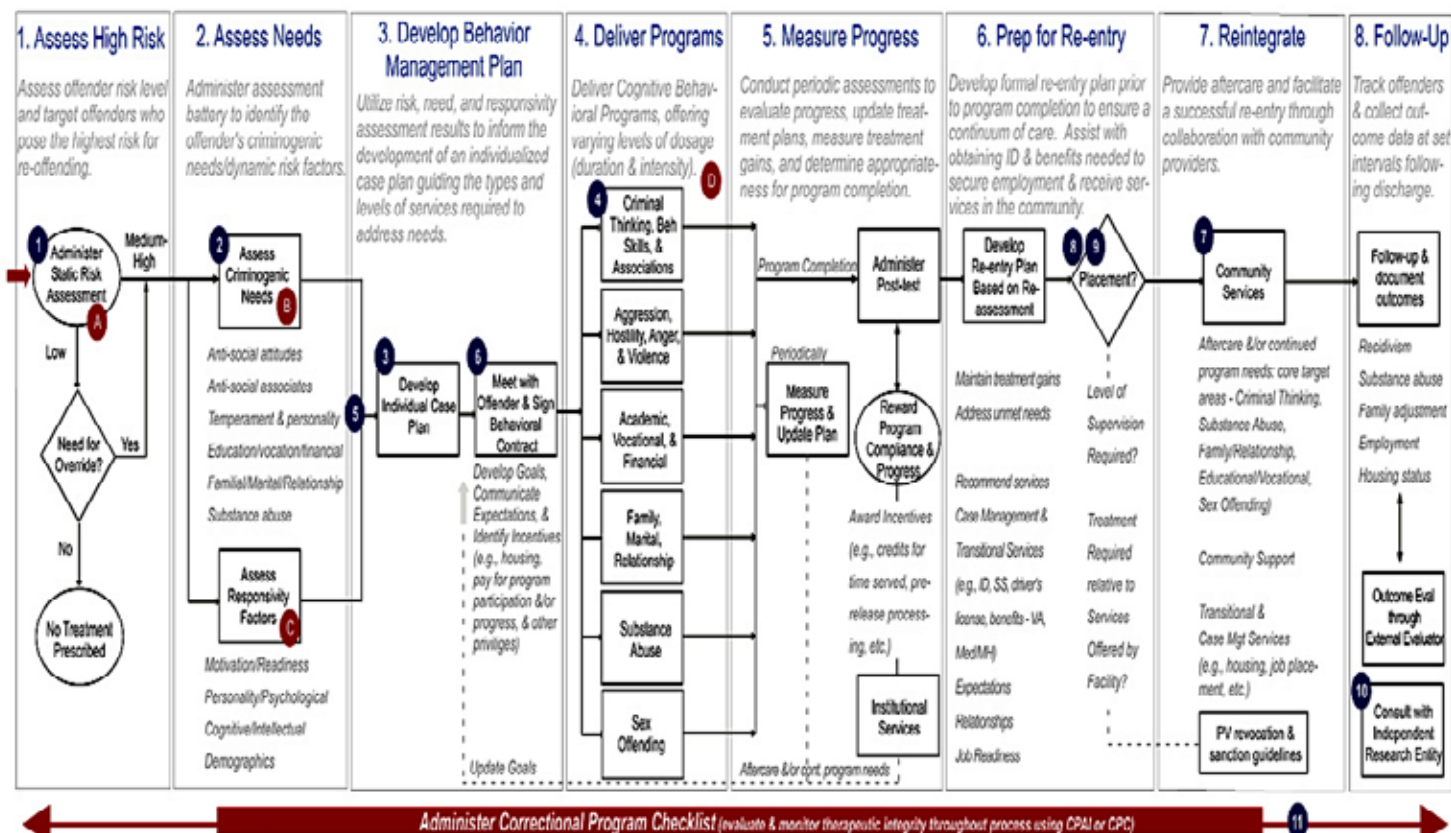 1. Assess High Risk
Assess offender risk level
and target offenders who
pose the highest risk for
re-offending.
1
Administer
Static Risk
Assessment
A
Medium-
High
Low
Need for
Override?
Yes
No
No Treatment
Prescribed
2. Assess Needs
Administer assessment
battery to identify the
offender's criminogenic
needs/dynamic risk factors.
2
Assess
Criminogenic
Needs
B
Anti-social attitudes
Anti-social associates
Temperament & personality
Education/vocation/financial
Familial/Marital/Relationship
Substance abuse
Assess
Responsivity
Factors
C
Motivation/Readiness
Personality/Psychological
Cognitive/Intellectual
Demographics
3. Develop Behavior
Management Plan
Utilize risk, need, and responsivity
assessment results to inform the
development of an individualized
case plan guiding the types and
levels of services required to
address needs.
5
3
Develop
Individual Case
Plan
6
Meet with
Offender & Sign
Behavioral
Contract
Develop Goals,
Communicate
Expectations, &
Identify Incentives
(e.g., housing,
pay for program
participation &/or
progress, & other
priviliges)
Update Goals
4. Deliver Programs
Deliver Cognitive Behav-
ioral Programs, offering
varying levels of dosage
(duration & intensity).
D
4
Criminal
Thinking, Beh
Skills, &
Associations
Aggression,
Hostility, Anger,
& Violence
Academic,
Vocational, &
Financial
Family,
Marital,
Relationship
Substance
Abuse
Sex
Offending
5. Measure Progress
Conduct periodic assessments to
evaluate progress, update treat-
ment plans, measure treatment
gains, and determine appropriate-
ness for program completion.
Program Completion
Administer
Post-test
Periodically
Measure
Progress &
Update Plan
Reward
Program
Compliance &
Progress
Award Incentives
(e.g., credits for
time served, pre-
release process-
ing, etc.)
Institutional
Services
Aftercare &/or cont. program needs
6. Prep for Re-entry
Develop formal re-entry plan prior
to program completion to ensure a
continuum of care. Assist with
obtaining ID & benefits needed to
secure employment & receive ser-
vices in the community.
Develop
Re-entry Plan
Based on Re-
assessment
8
9
Placement?
Maintain treatment gains
Address unmet needs
Recommend services
Case Management &
Transitional Services
(e.g., ID, SS, driver's
license, benefits - VA,
Med/MH)
Expectations
Relationships
Job Readiness
Level of
Supervision
Required?
Treatment
Required
relative to
Services
Offered by
Facility?
7. Reintegrate
Provide aftercare and facilitate
a successful re-entry through
collaboration with community
providers.
7
Community
Services
Aftercare &/or continued
program needs: core target
areas - Criminal Thinking,
Substance Abuse,
Family/Relationship,
Educational/Vocational,
Sex Offending)
Community Support
Transitional &
Case Mgt Services
(e.g., housing, job place-
ment, etc.)
PV revocation &
sanction guidelines
8. Follow-Up
Track offenders
& collect out-
come data at set
intervals follow-
ing discharge.
Follow-up &
document
outcomes
Recidivism
Substance abuse
Family adjustment
Employment
Housing status
Outcome Eval
through
External Evaluator
10
Consult with
Independent
Research Entity
Administer Correctional Program Checklist (evaluate & monitor therapeutic integrity throughout process using CPAI or CPC)
11